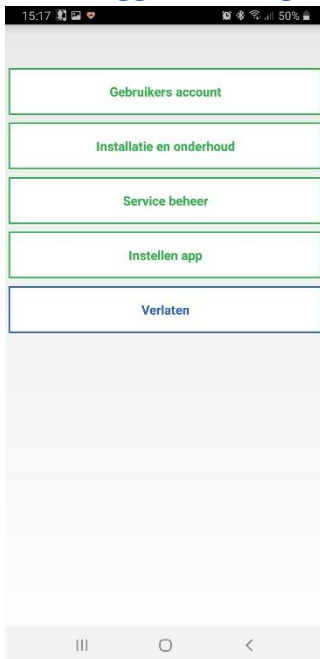 15:17
50%
Gebruikers account
Installatie en onderhoud
Service beheer
Instellen app
Verlaten